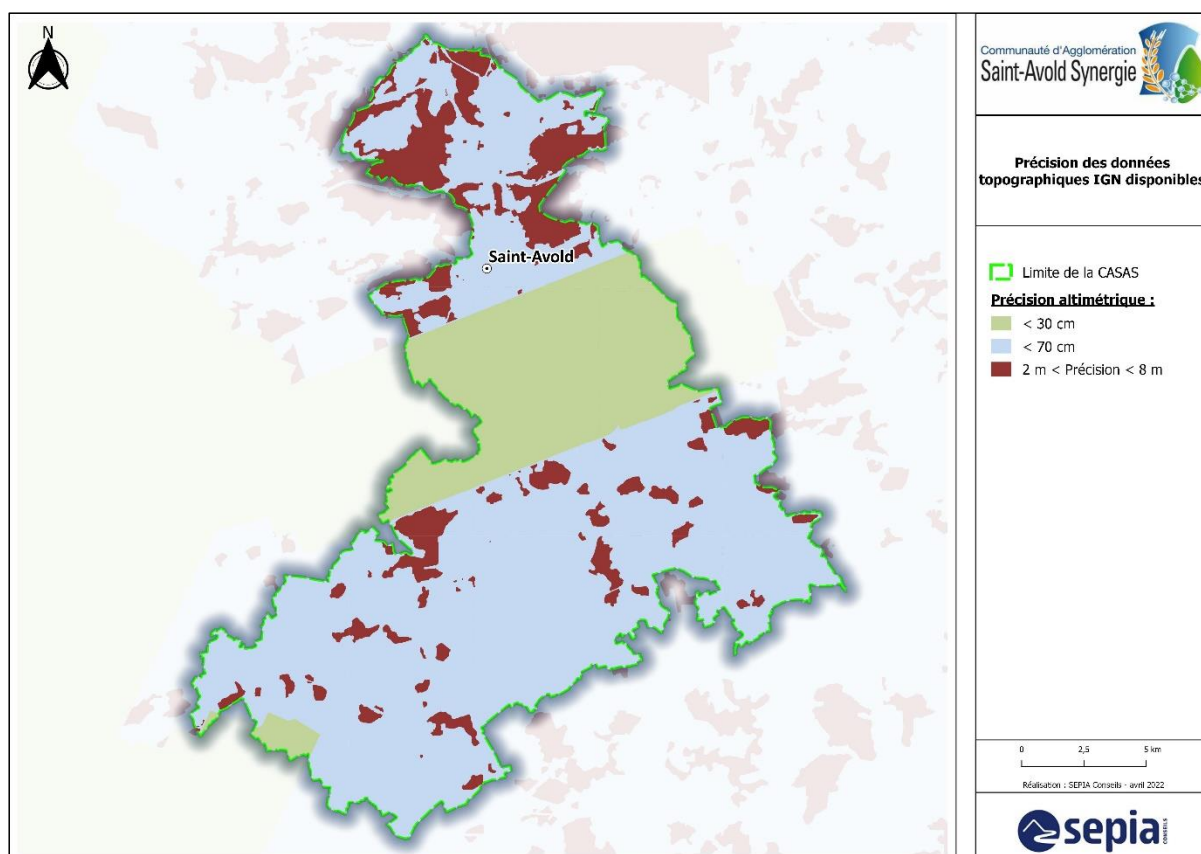 N
Saint-Avold
Communauté d'Agglomération
Saint-Avold Synergie
Précision des données
topographiques IGN disponibles
Limite de la CASAS
Précision altimétrique :
< 30 cm
< 70 cm
2 m < Précision < 8 m
0 2,5 5 km
Réalisation : SEPIA Conseils - avril 2022
sepia
CONSEILS